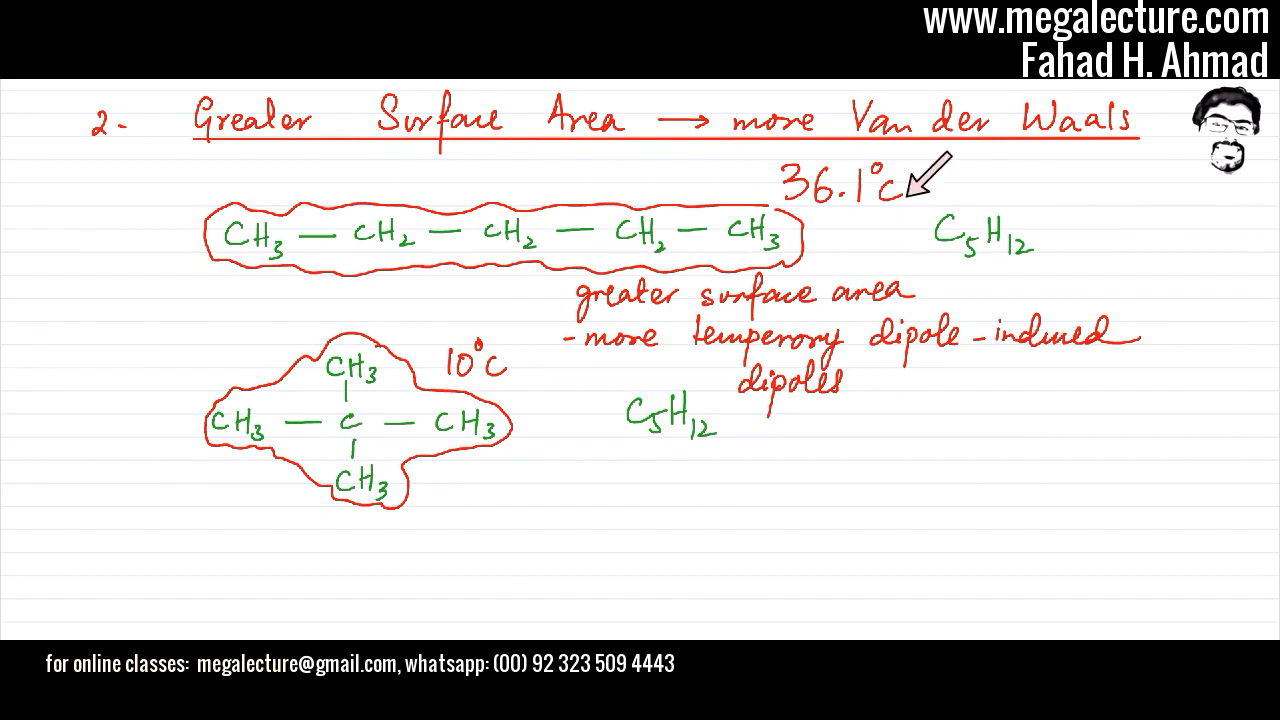 www.megalecture.com
Fahad H. Ahmad
2- Greater Surface Area → more Van der Waals
36.1°C
CH3 — CH2 — CH2 — CH2 — CH3
C5H12
greater surface area
- more temperory dipole - induced
dipoles
CH3
10°C
CH3 — C — CH3
C5H12
CH3
for online classes: megalecture@gmail.com, whatsapp: (00) 92 323 509 4443